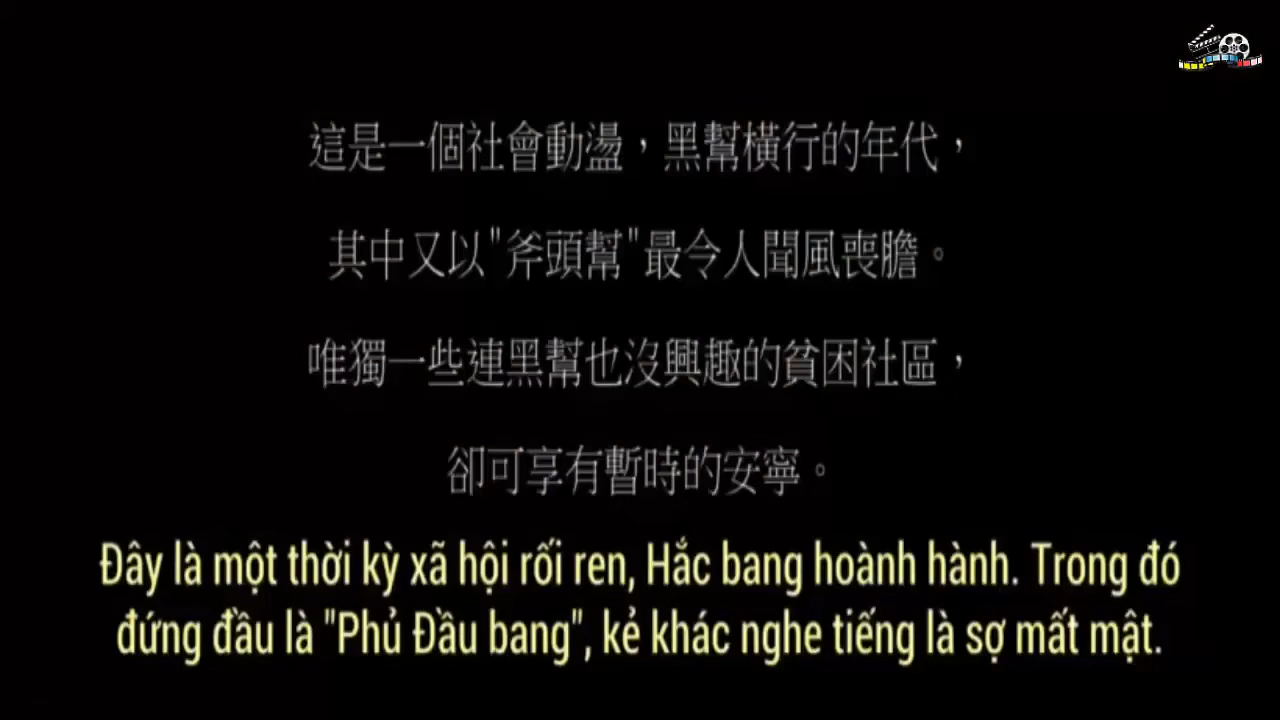 這是一個社會動盪，黑幫橫行的年代，
其中又以"斧頭幫"最令人聞風喪膽。
唯獨一些連黑幫也沒興趣的貧困社區，
卻可享有暫時的安寧。
Đây là một thời kỳ xã hội rối ren, Hắc bang hoành hành. Trong đó
đứng đầu là "Phủ Đầu bang", kẻ khác nghe tiếng là sợ mất mật.